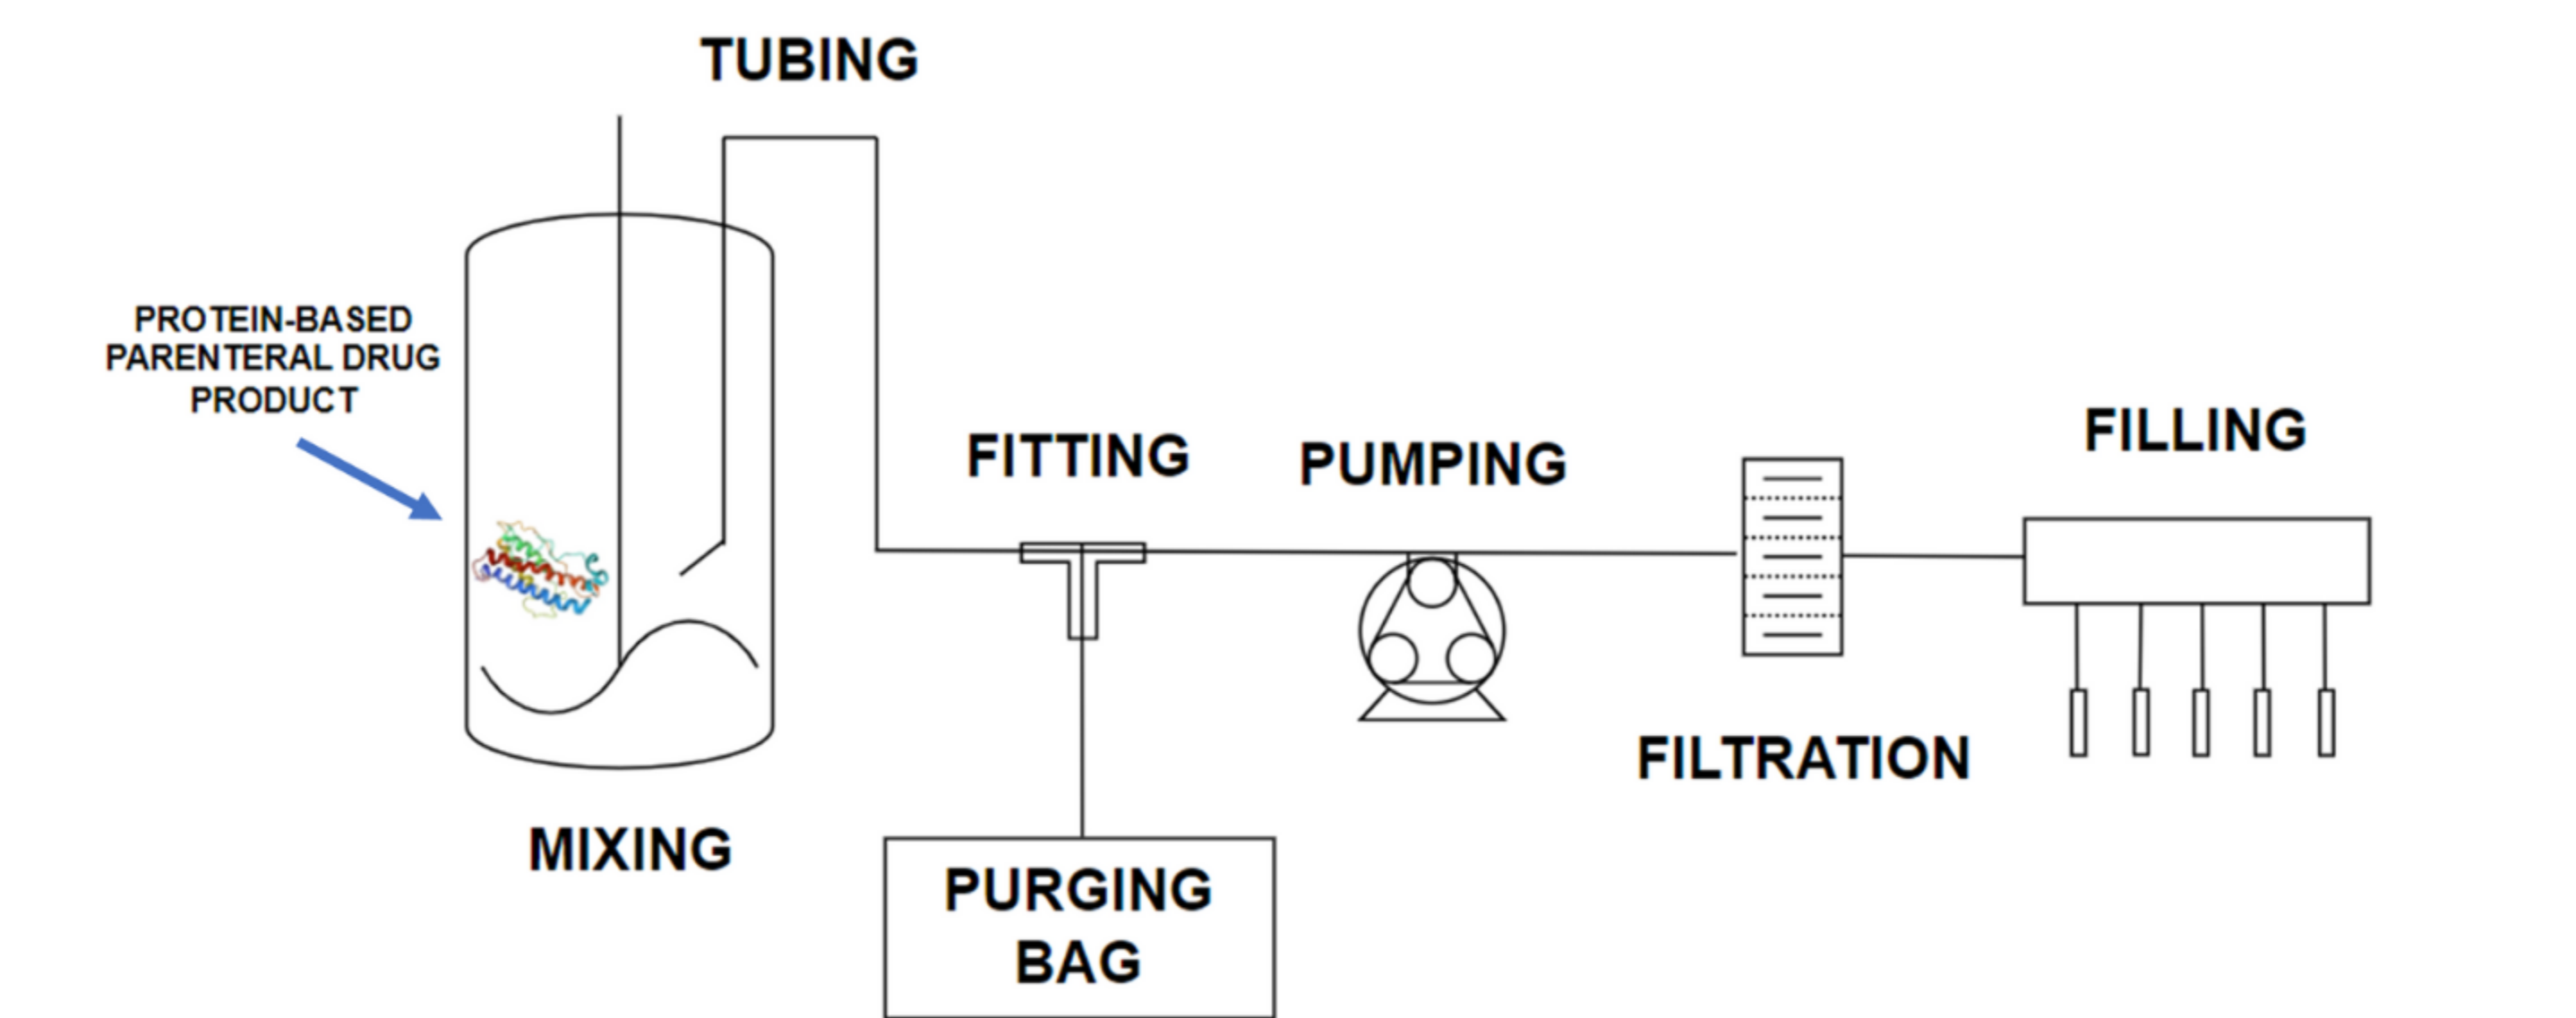 TUBING
PROTEIN-BASED
PARENTERAL DRUG
PRODUCT
MIXING
FITTING
PURGING
BAG
PUMPING
FILTRATION
FILLING